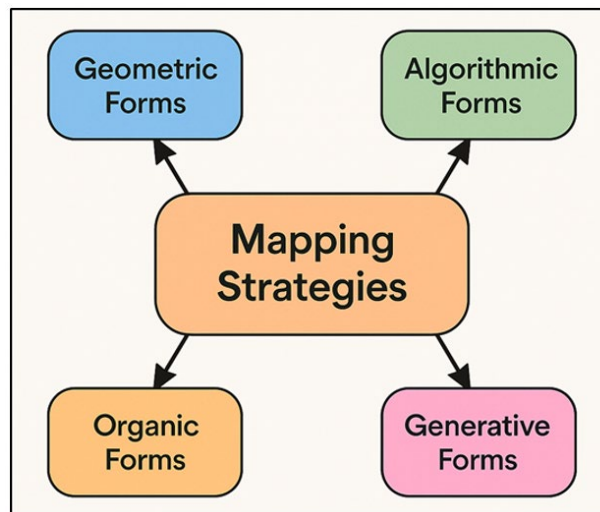 Geometric
Forms
Algorithmic
Forms
Mapping
Strategies
Organic
Forms
Generative
Forms